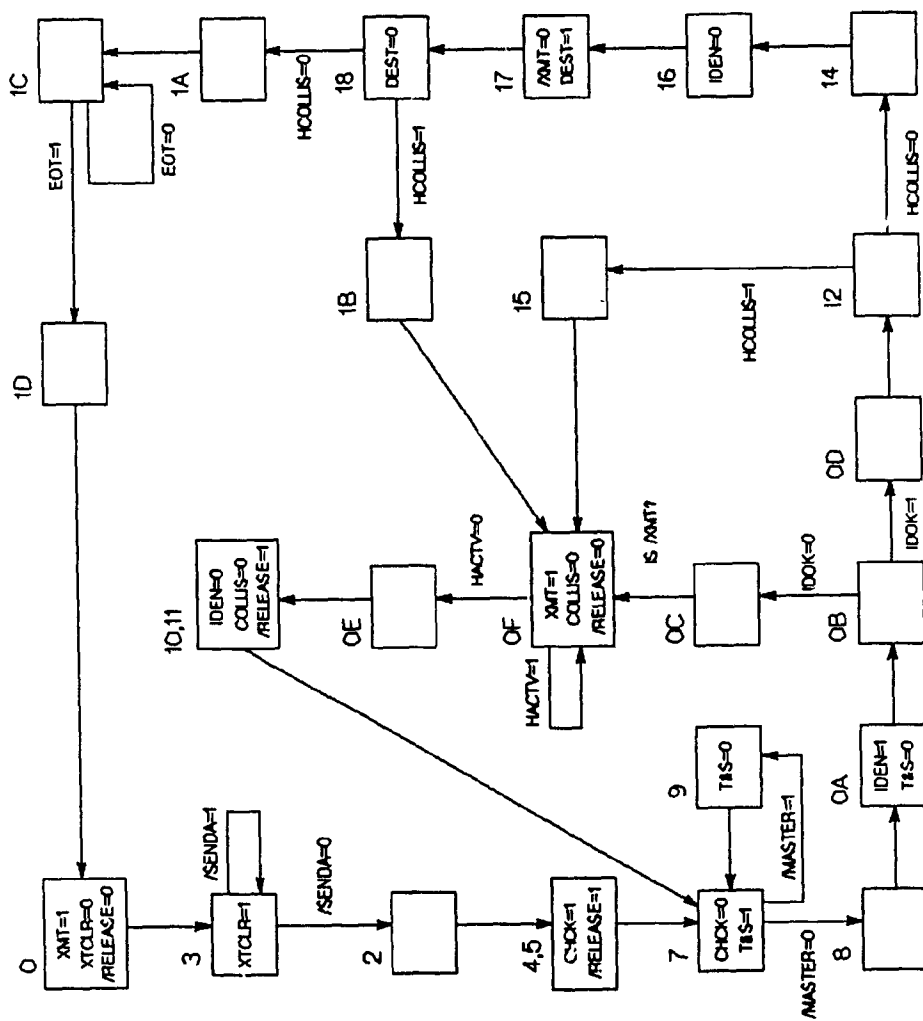 0
XMT=1
XTCLR=0
/RELEASE=0
3
XTCLR=1
/SENDA=1
/SENDA=0
2
4,5
CHCK=1
/RELEASE=1
7
CHCK=0
T&S=1
/MASTER=1
/MASTER=0
9
T&S=0
8
0A
IDEN=1
T&S=0
0B
IDOK=0
IDOK=1
0C
IS /XMT?
0F
XMT=1
COLLIS=0
/RELEASE=0
HACTV=1
HACTV=0
0E
10,11
IDEN=0
COLLIS=0
/RELEASE=1
0D
12
HCOLLIS=1
HCOLLIS=0
15
14
16
IDEN=0
17
/XMT=0
DEST=1
18
DEST=0
HCOLLIS=1
HCOLLIS=0
1B
1A
1C
EOT=1
EOT=0
1D